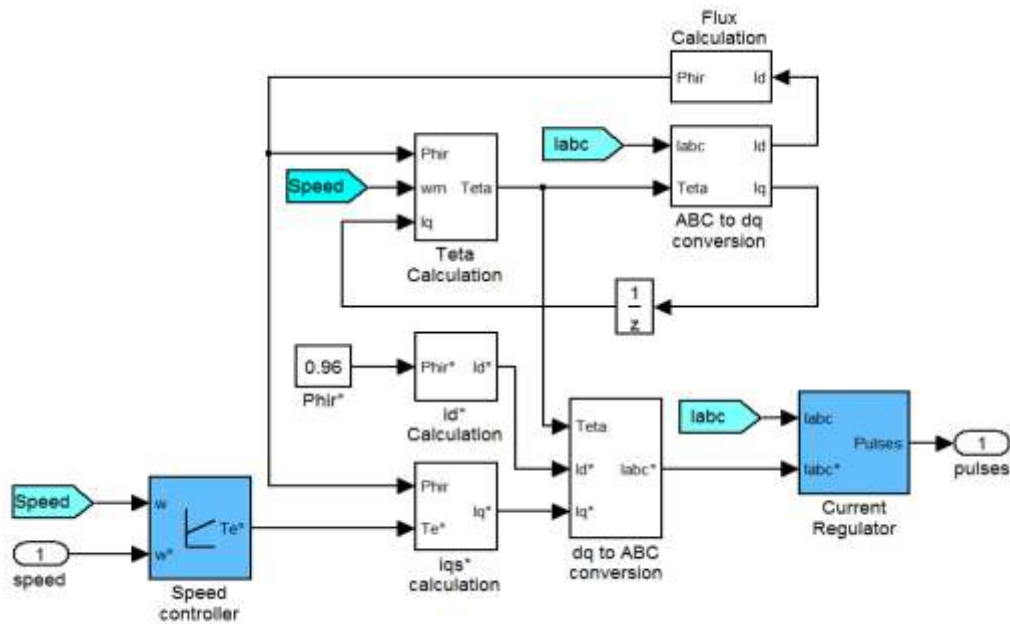 Flux
Calculation
Phir Id
Iabc
Iabc Id
Teta Iq
ABC to dq
conversion
Phir
Speed
wm Teta
Iq
Teta
Calculation
1
z
0.96
Phir*
Phir* Id*
id*
Calculation
Teta
Id* Iabc*
Iq*
dq to ABC
conversion
Iabc
Iabc
Pulses
Iabc*
Current
Regulator
1
pulses
Phir
Iq*
Te*
iqs*
calculation
Speed
w
Te*
w*
1
speed
Speed
controller